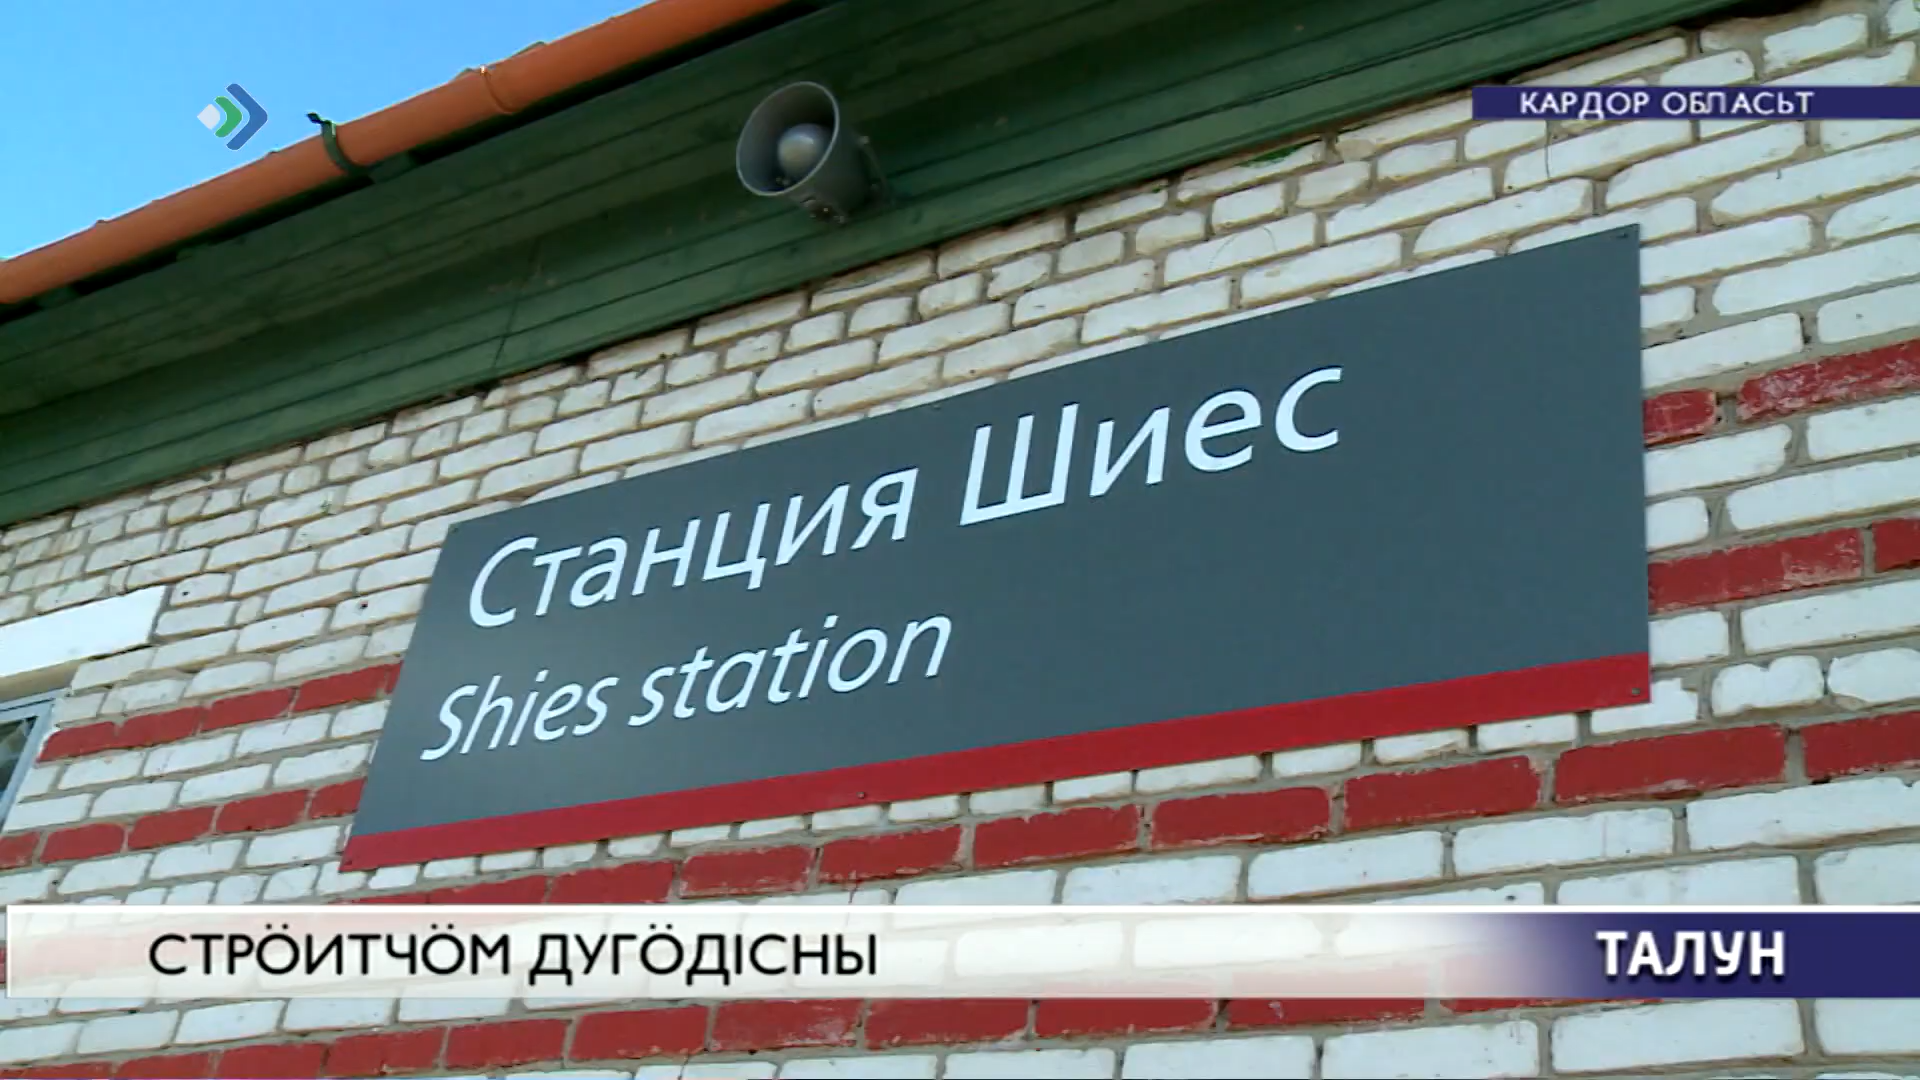 КАРДОР ОБЛАСЬТ
Станция Шиес
Shies station
СТРӦИТЧӦМ ДУГӦДІСНЫ
ТАЛУН